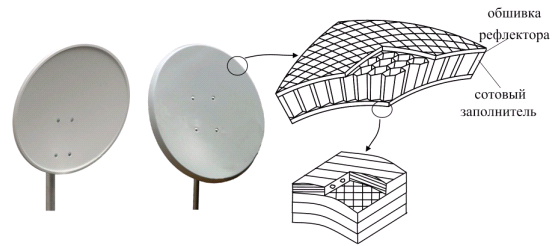 обшивка
рефлектора
сотовый
заполнитель